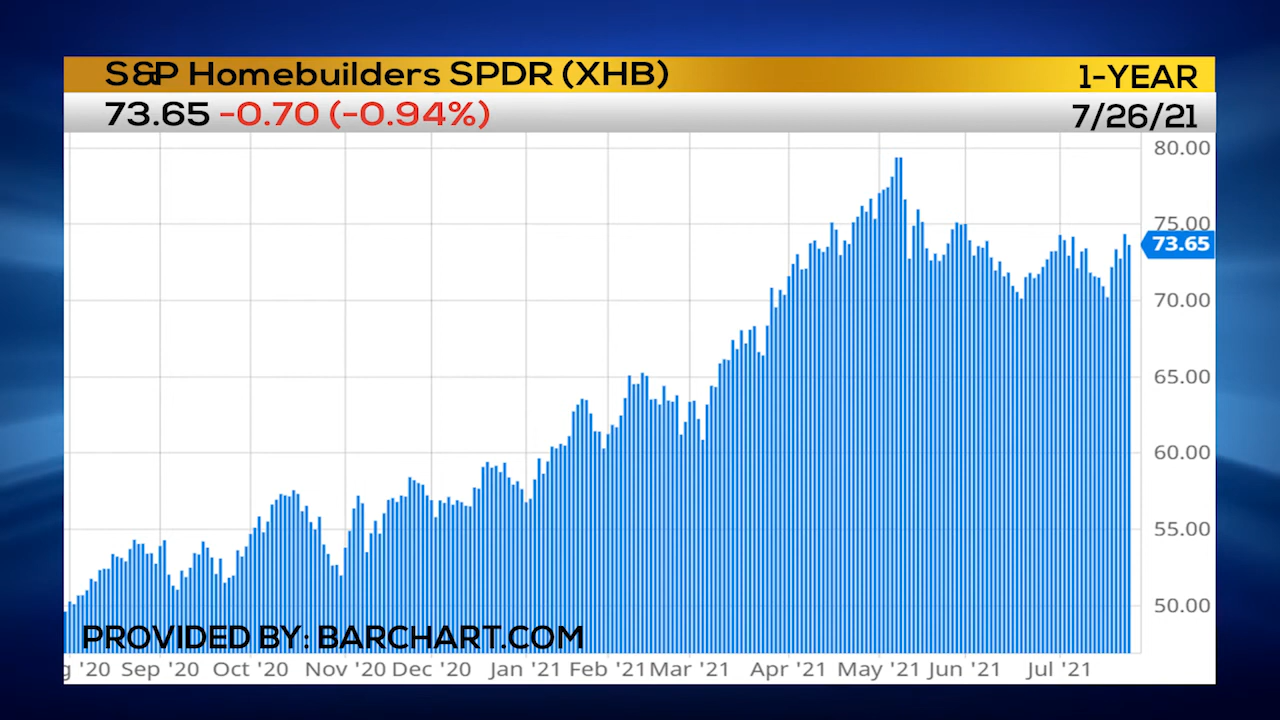 S&P Homebuilders SPDR (XHB) 1-YEAR
73.65 -0.70 (-0.94%) 7/26/21
80.00
75.00
73.65
70.00
65.00
60.00
55.00
50.00
PROVIDED BY: BARCHART.COM
g '20 Sep '20 Oct '20 Nov '20 Dec '20 Jan '21 Feb '21 Mar '21 Apr '21 May '21 Jun '21 Jul '21